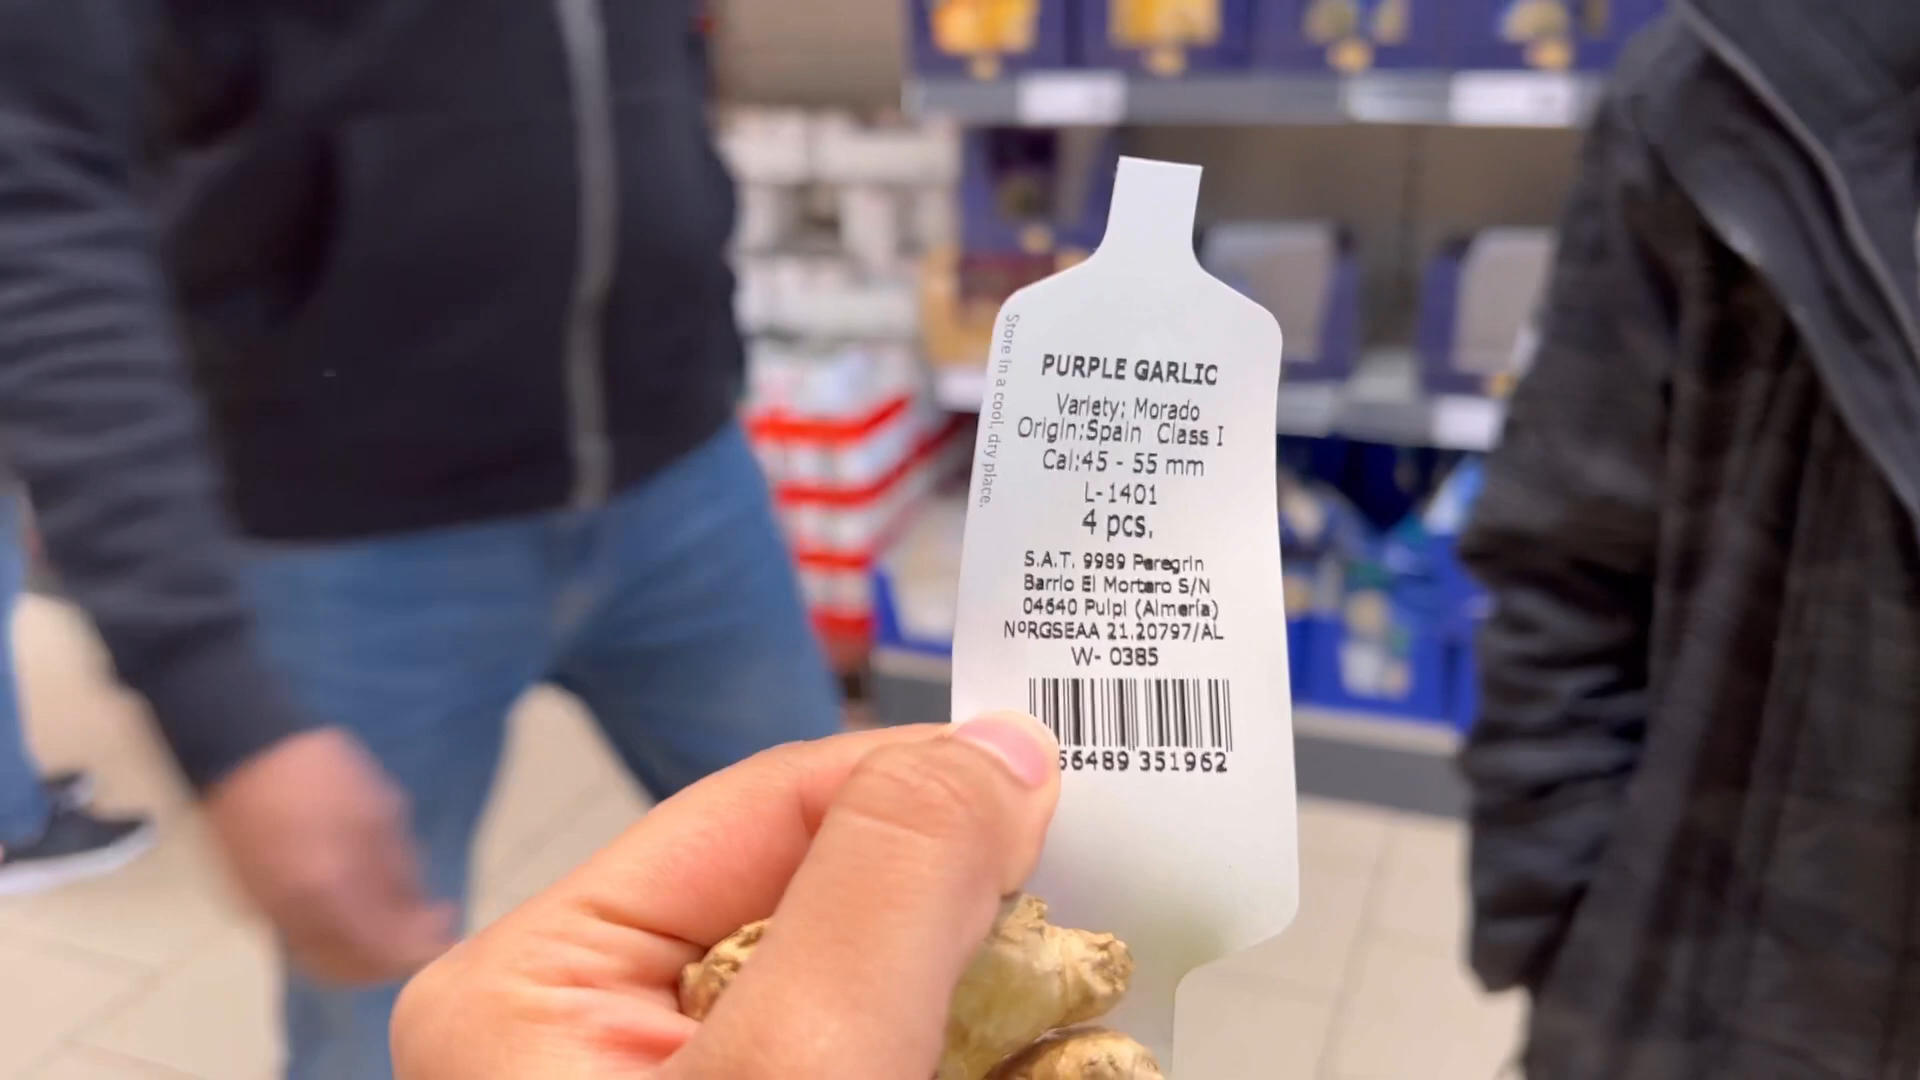 PURPLE GARLIC
Variety: Morado
Origin:Spain Class I
Cal:45 - 55 mm
L-1401
4 pcs.
S.A.T. 9989 Peregrin
Barrio El Mortero S/N
04640 Pulpí (Almería)
NºRGSEAA 21.20797/AL
W- 0385
56489 351962
Store in a cool, dry place.